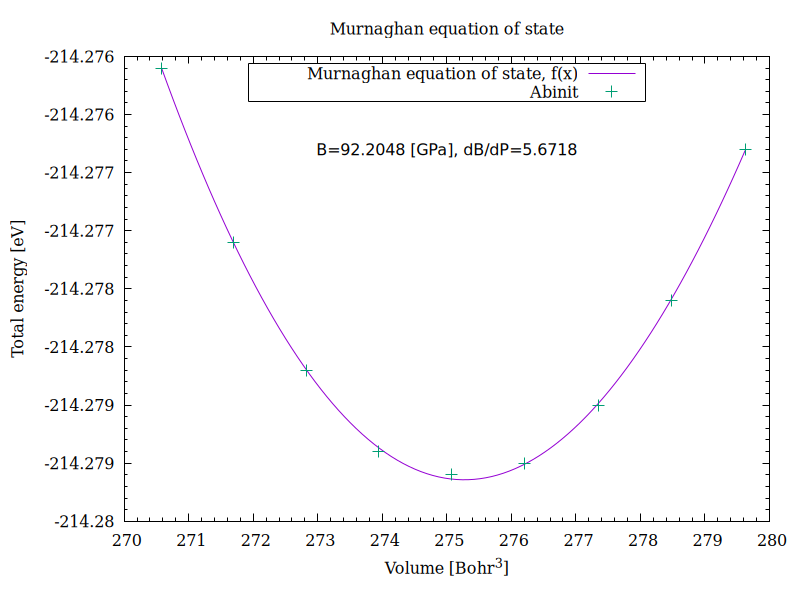 Murnaghan equation of state
-214.276
Murnaghan equation of state, f(x)
Abinit
-214.276
B=92.2048 [GPa], dB/dP=5.6718
-214.277
-214.277
Total energy [eV]
-214.278
-214.278
-214.279
-214.279
-214.28
270 271 272 273 274 275 276 277 278 279 280
Volume [Bohr³]